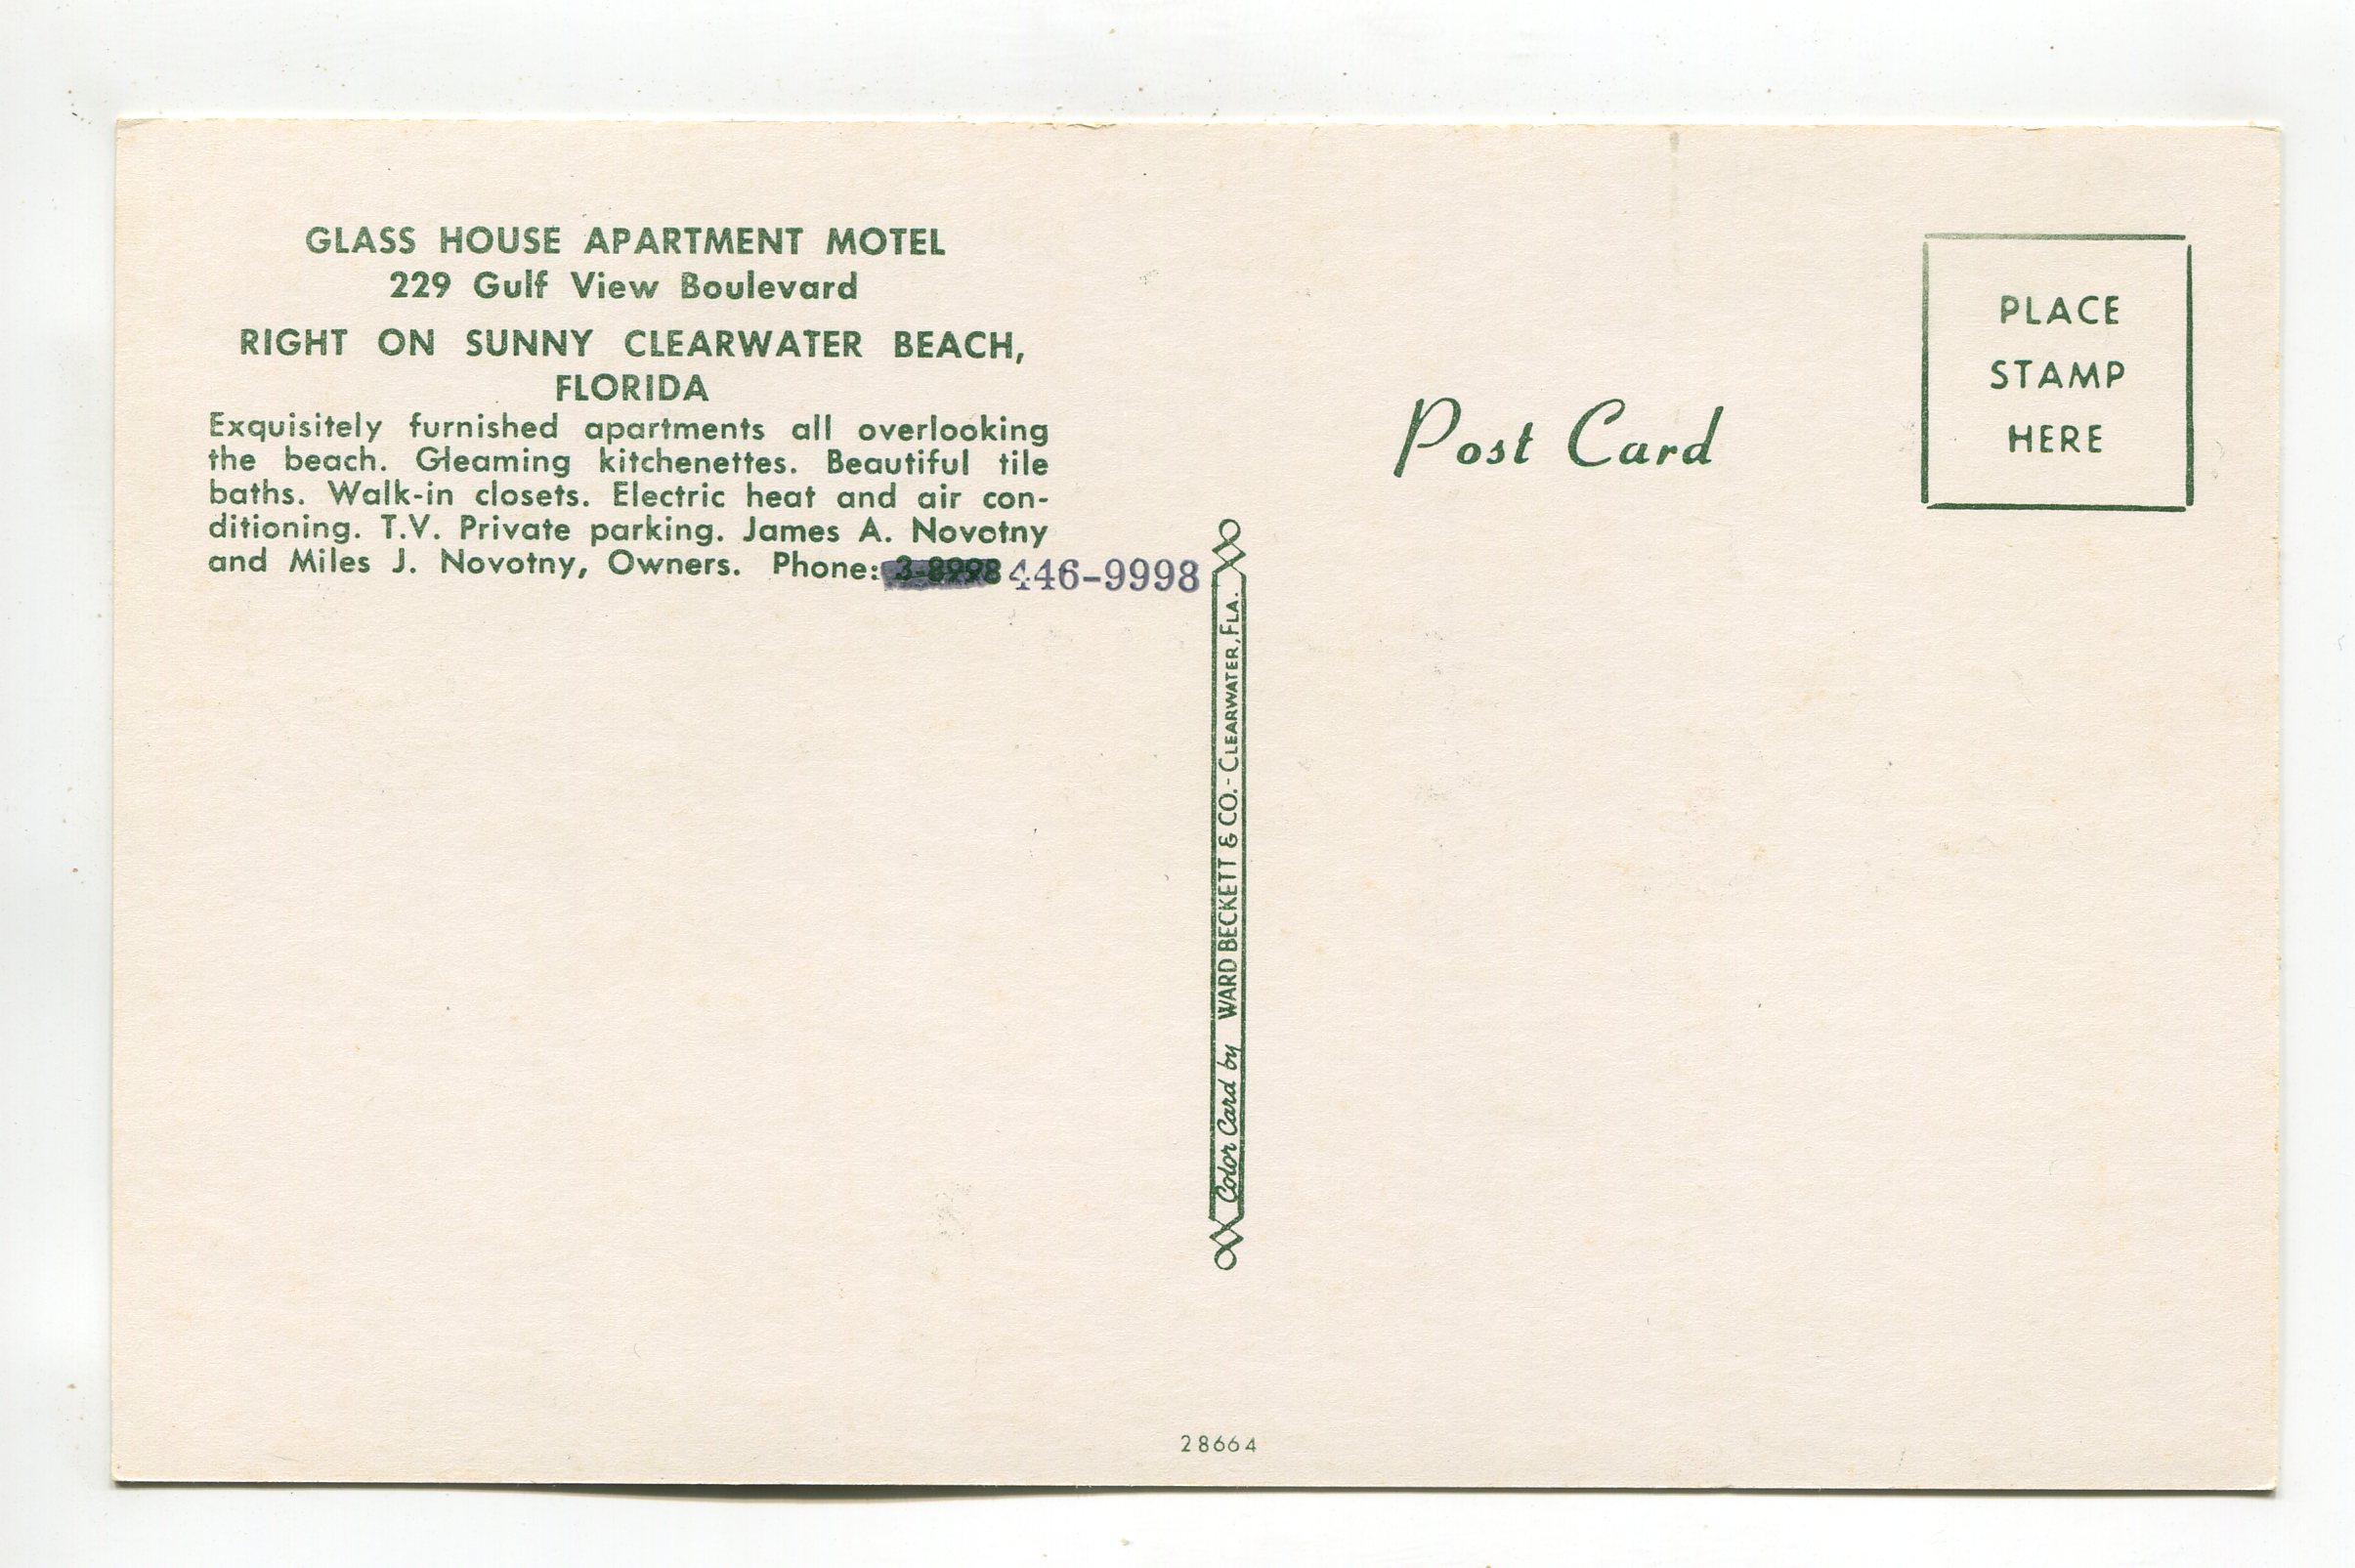 GLASS HOUSE APARTMENT MOTEL
229 Gulf View Boulevard
RIGHT ON SUNNY CLEARWATER BEACH,
FLORIDA
Exquisitely furnished apartments all overlooking
the beach. Gleaming kitchenettes. Beautiful tile
baths. Walk-in closets. Electric heat and air con-
ditioning. T.V. Private parking. James A. Novotny
and Miles J. Novotny, Owners. Phone: 3-8998 446-9998
Color Card by WARD BECKETT & CO.- CLEARWATER, FLA.
Post Card
PLACE
STAMP
HERE
28664